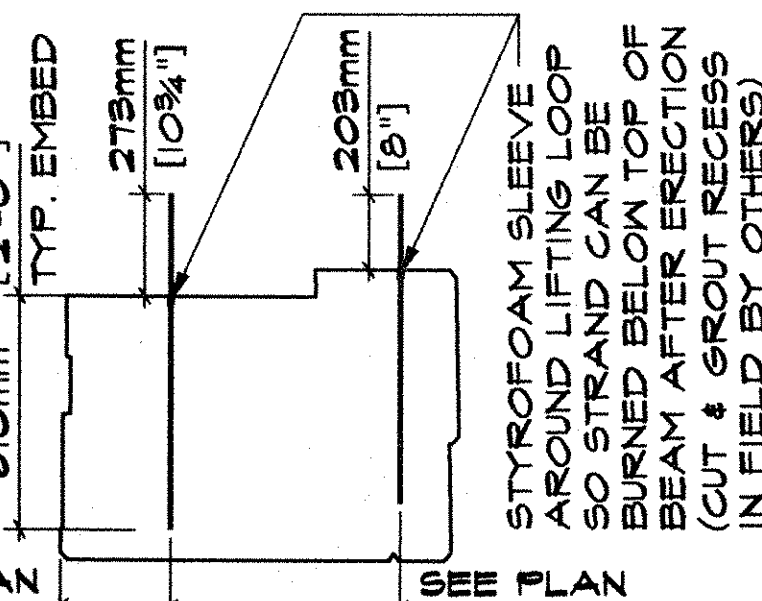 TYP. EMBED
273mm
[10¾"]
203mm
[8"]
STYROFOAM SLEEVE
AROUND LIFTING LOOP
SO STRAND CAN BE
BURNED BELOW TOP OF
BEAM AFTER ERECTION
(CUT & GROUT RECESS
IN FIELD BY OTHERS)
SEE PLAN